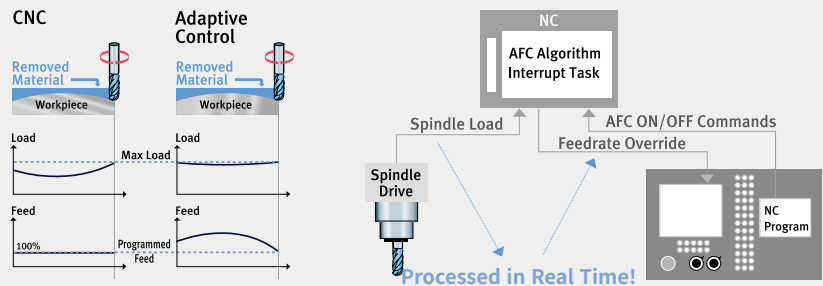 CNC
Adaptive
Control
Removed
Material
Workpiece
Removed
Material
Workpiece
Load
Max Load
Load
Feed
100%
Programmed
Feed
Feed
NC
AFC Algorithm
Interrupt Task
Spindle Load
AFC ON/OFF Commands
Feedrate Override
Spindle
Drive
NC
Program
Processed in Real Time!